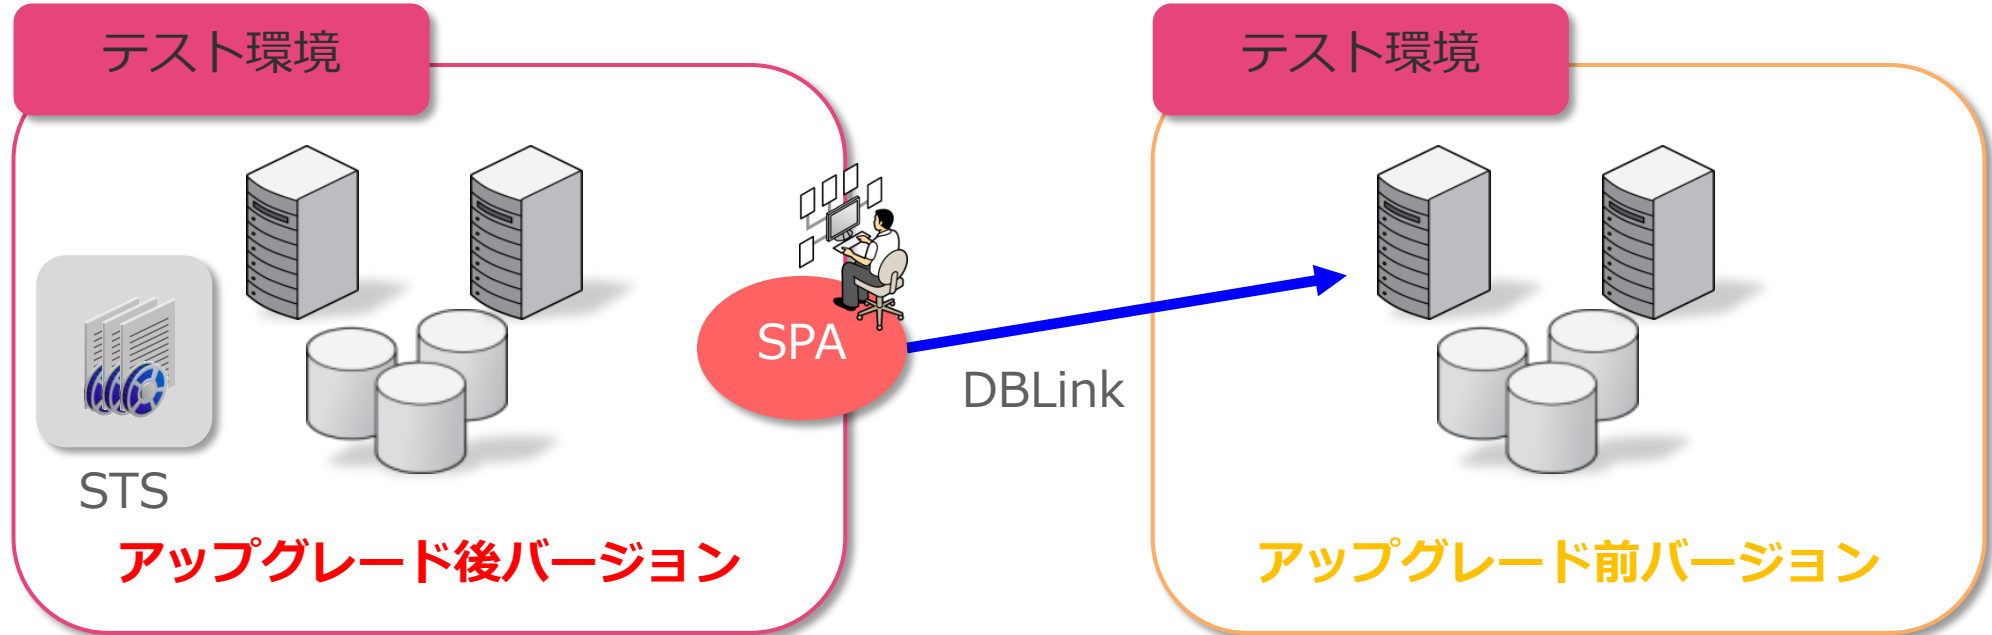 テスト環境
テスト環境
SPA
DBLink
STS
アップグレード後バージョン
アップグレード前バージョン